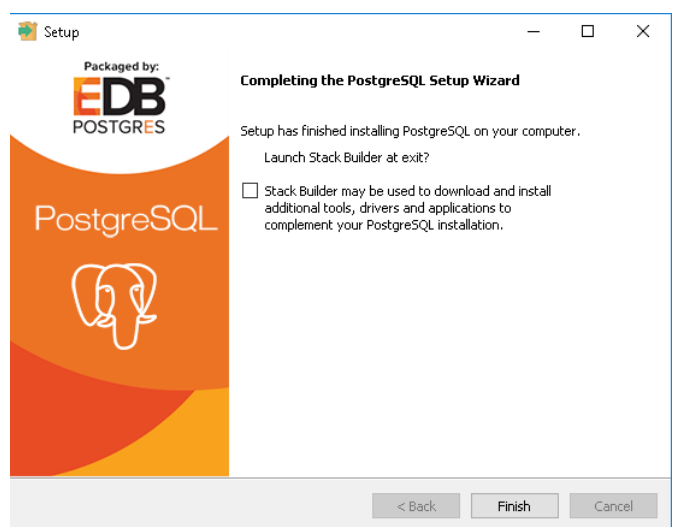 Setup
Packaged by:
EDB
POSTGRES
PostgreSQL
Completing the PostgreSQL Setup Wizard
Setup has finished installing PostgreSQL on your computer.
Launch Stack Builder at exit?
Stack Builder may be used to download and install
additional tools, drivers and applications to
complement your PostgreSQL installation.
< Back
Finish
Cancel